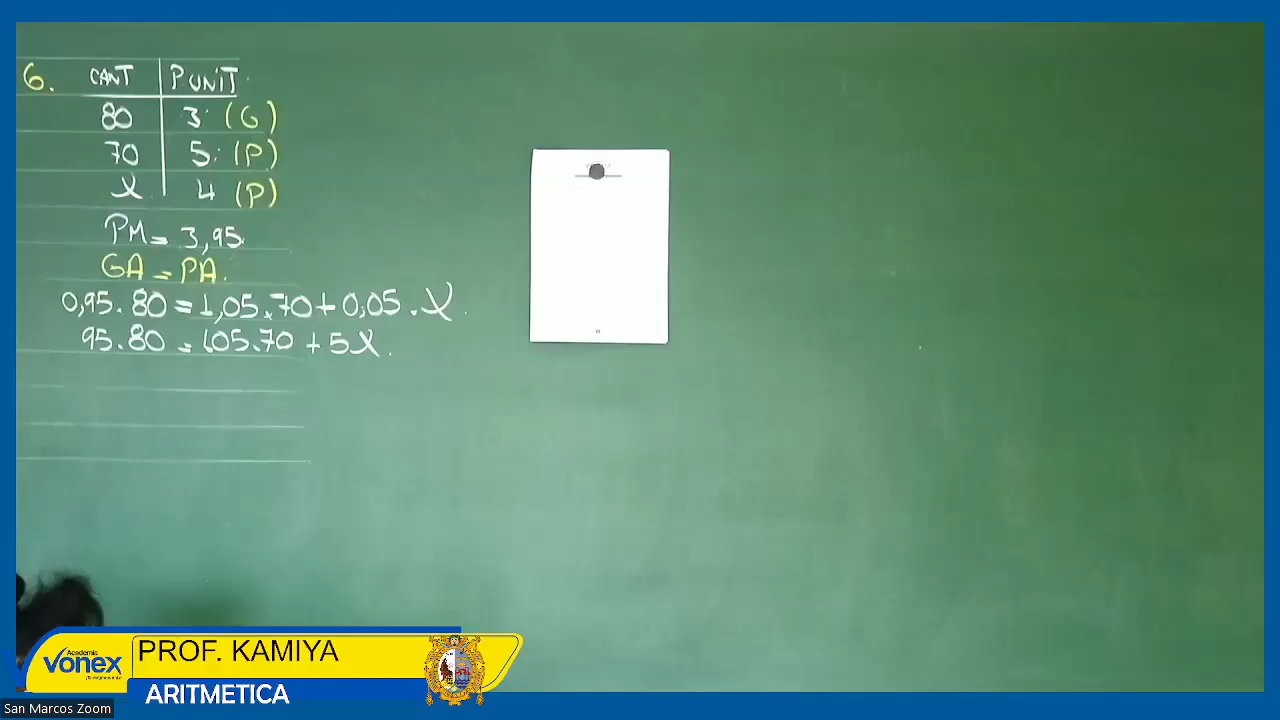 6. CANT P UNIT
80 3 (G)
70 5 (P)
X 4 (P)
PM = 3,95
GA = PA.
0,95.80 = 1,05.70 + 0,05.X
95.80 = 105.70 + 5X.
Academia
vonex
PROF. KAMIYA
ARITMETICA
San Marcos Zoom